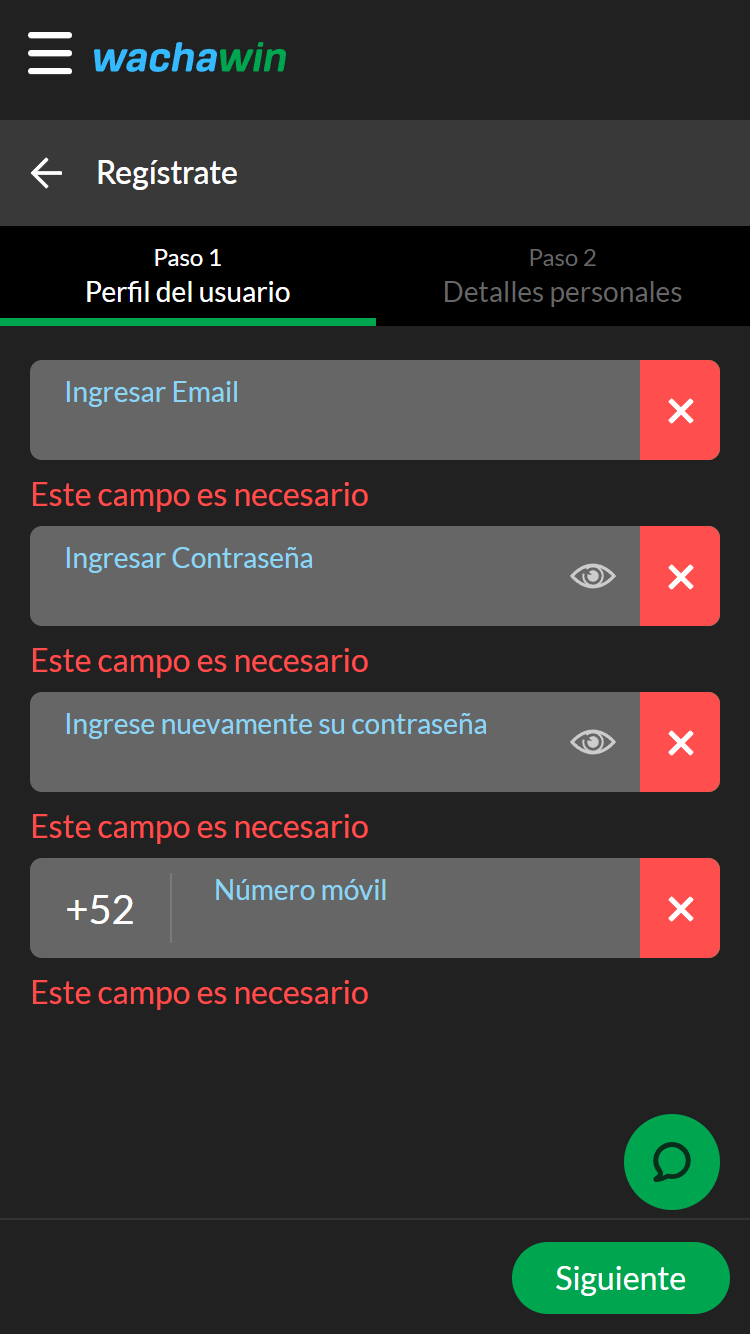 wachawin
Regístrate
Paso 1
Perfil del usuario
Paso 2
Detalles personales
Ingresar Email
Este campo es necesario
Ingresar Contraseña
Este campo es necesario
Ingrese nuevamente su contraseña
Este campo es necesario
+52
Número móvil
Este campo es necesario
Siguiente